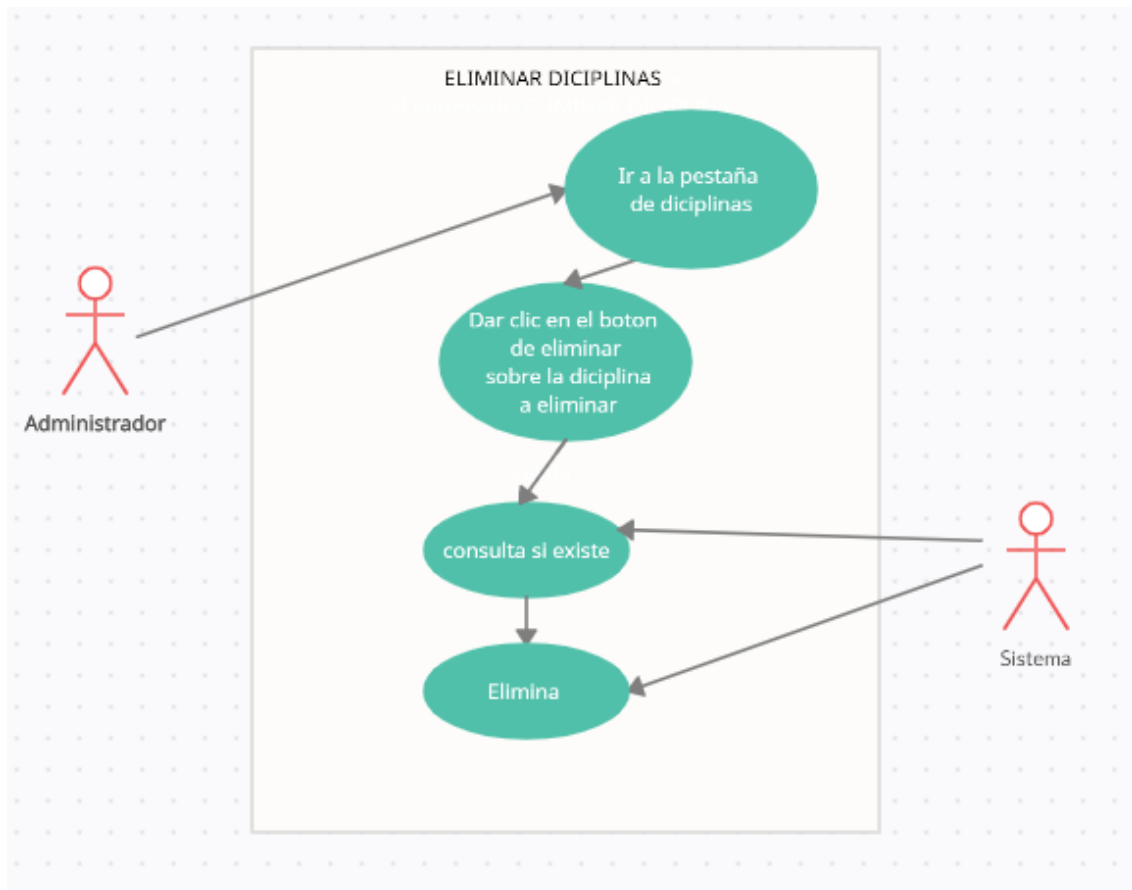 ELIMINAR DICIPLINAS
Ir a la pestaña
de diciplinas
Dar clic en el boton
de eliminar
sobre la diciplina
a eliminar
Administrador
consulta si existe
Sistema
Elimina